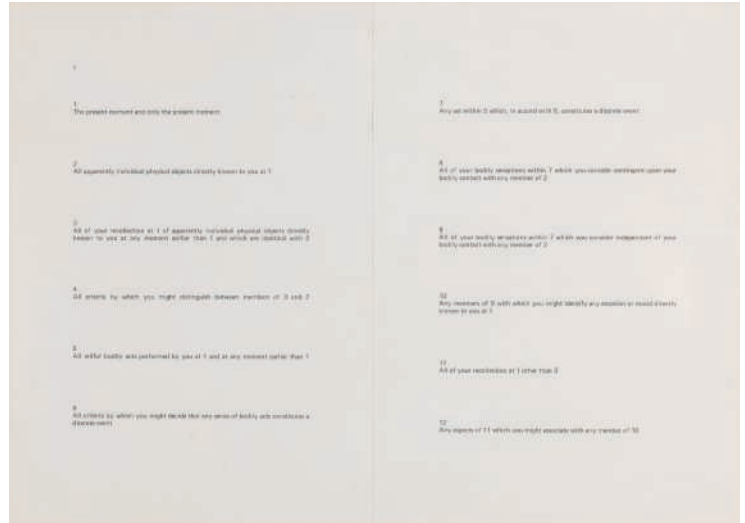 1
The present moment and only the present moment.
2
All apparently individual physical objects directly known to you at 1
3
All of your recollection at 1 of apparently individual physical objects directly
known to you at any moment earlier than 1 and which are identical with 2
4
All criteria by which you might distinguish between members of 3 and 2
5
All willful bodily acts performed by you at 1 and at any moment earlier than 1
6
All criteria by which you might decide that any series of bodily acts constitutes a
discrete event
7
Any set within 5 which, in accord with 6, constitutes a discrete event
8
All of your bodily sensations within 7 which you consider contingent upon your
bodily contact with any member of 2
9
All of your bodily sensations within 7 which you consider independent of your
bodily contact with any member of 2
10
Any members of 9 with which you might identify any directly
known to you at 1
11
All of your recollection at 1 other than 3
12
Any aspects of 11 which you might associate with any member of 10